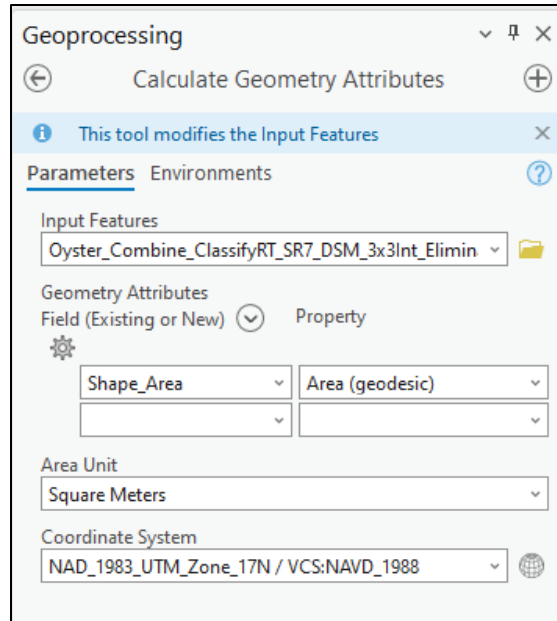 Geoprocessing
Calculate Geometry Attributes
This tool modifies the Input Features
Parameters Environments
Input Features
Oyster_Combine_ClassifyRT_SR7_DSM_3x3Int_Elimin
Geometry Attributes
Field (Existing or New) Property
Shape_Area Area (geodesic)
Area Unit
Square Meters
Coordinate System
NAD_1983_UTM_Zone_17N / VCS:NAVD_1988